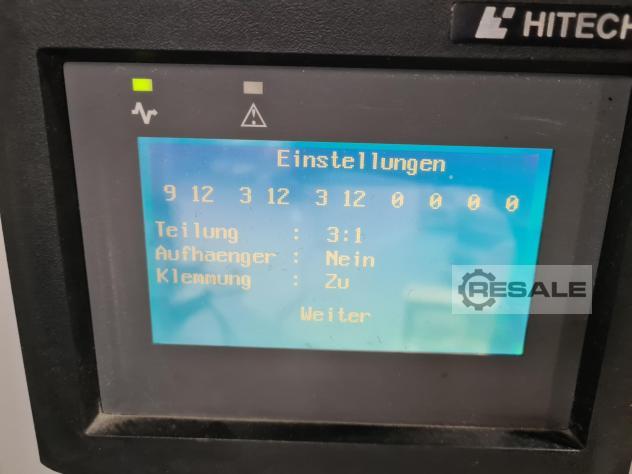 HITECH
Einstellungen
9 12 3 12 3 12 0 0 0 0
Teilung : 3:1
Aufhaenger : Nein
Klemmung : Zu
RESALE
Weiter